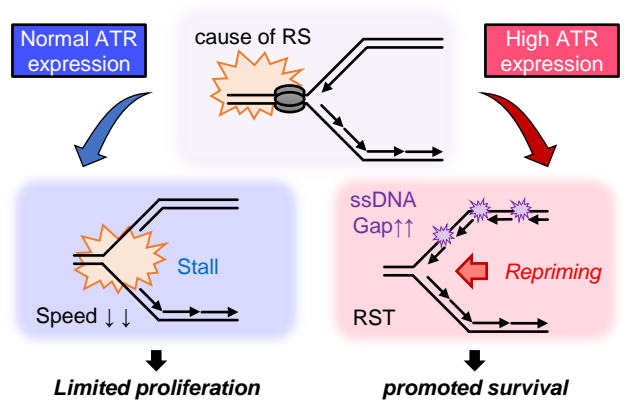 Normal ATR
expression
cause of RS
High ATR
expression
Stall
Speed ↓ ↓
ssDNA
Gap↑↑
Repriming
RST
Limited proliferation
promoted survival